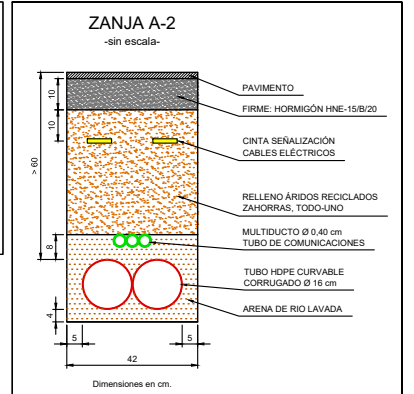 ZANJA A-2
-sin escala-
PAVIMENTO
10
FIRME: HORMIGÓN HNE-15/B/20
10
CINTA SEÑALIZACIÓN
CABLES ELÉCTRICOS
> 60
RELLENO ÁRIDOS RECICLADOS
ZAHORRAS, TODO-UNO
MULTIDUCTO Ø 0,40 cm
TUBO DE COMUNICACIONES
8
TUBO HDPE CURVABLE
CORRUGADO Ø 16 cm
ARENA DE RIO LAVADA
4
5
5
42
Dimensiones en cm.